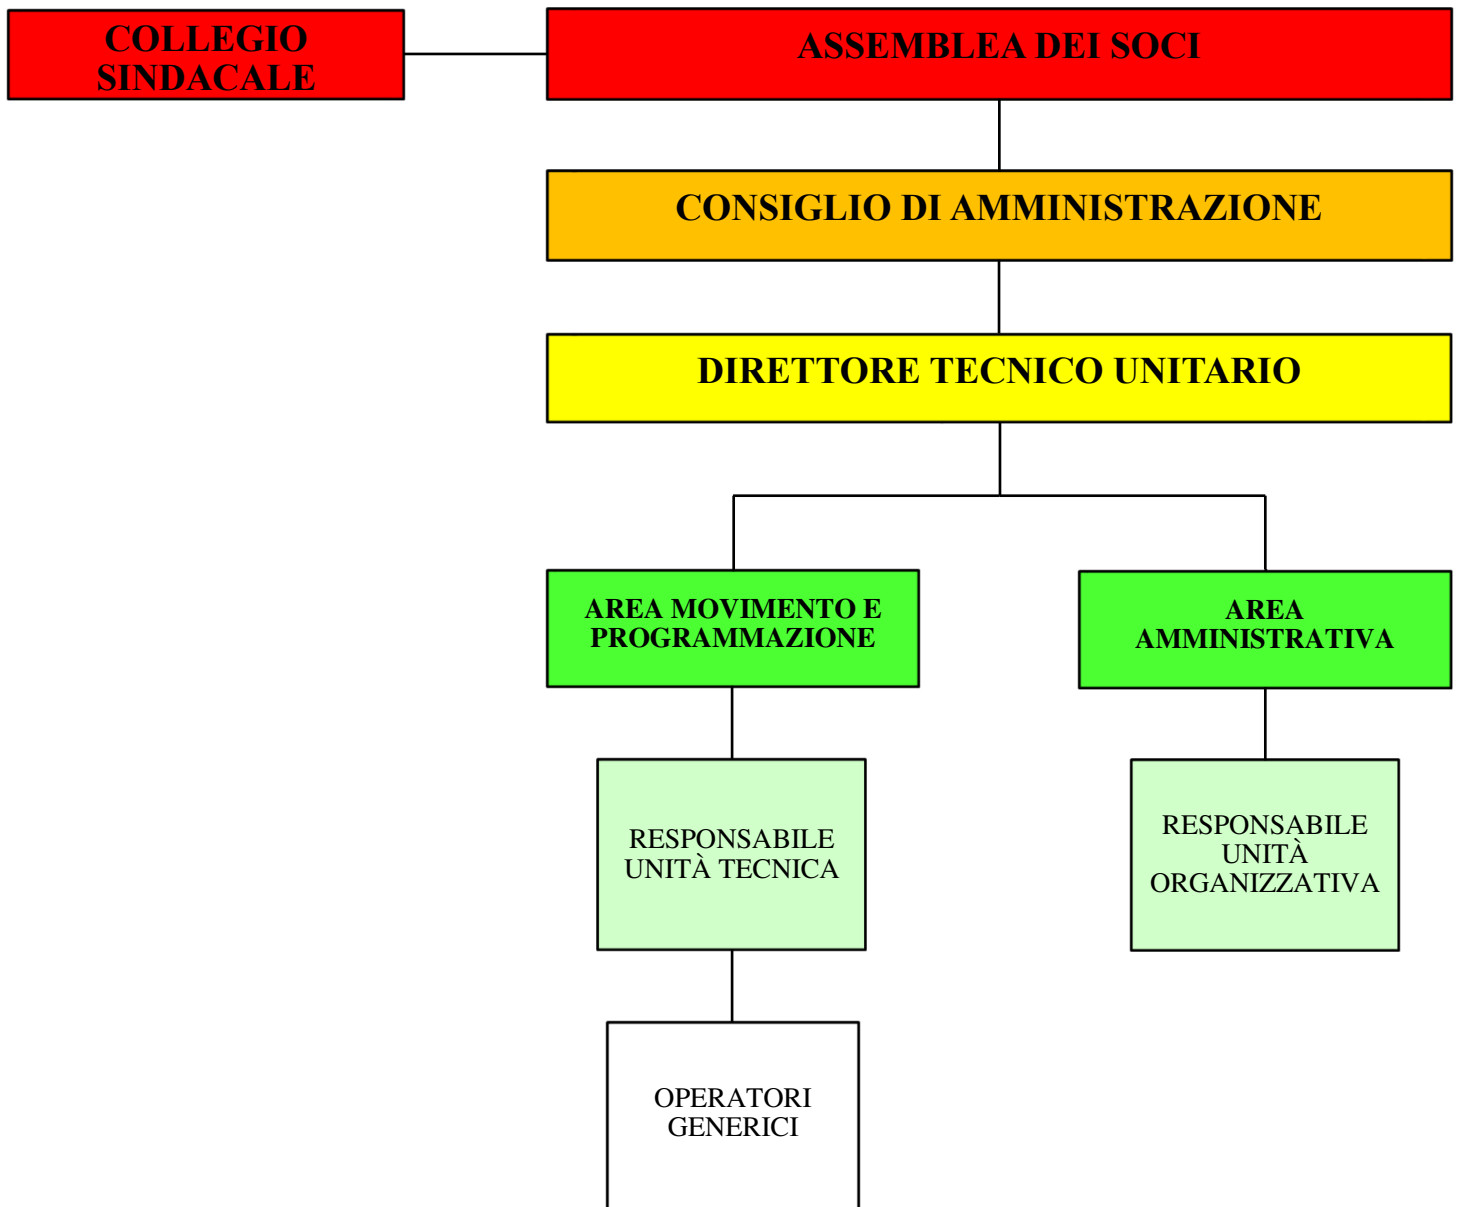 COLLEGIO
SINDACALE
ASSEMBLEA DEI SOCI
CONSIGLIO DI AMMINISTRAZIONE
DIRETTORE TECNICO UNITARIO
AREA MOVIMENTO E
PROGRAMMAZIONE
AREA
AMMINISTRATIVA
RESPONSABILE
UNITÀ TECNICA
RESPONSABILE
UNITÀ
ORGANIZZATIVA
OPERATORI
GENERICI